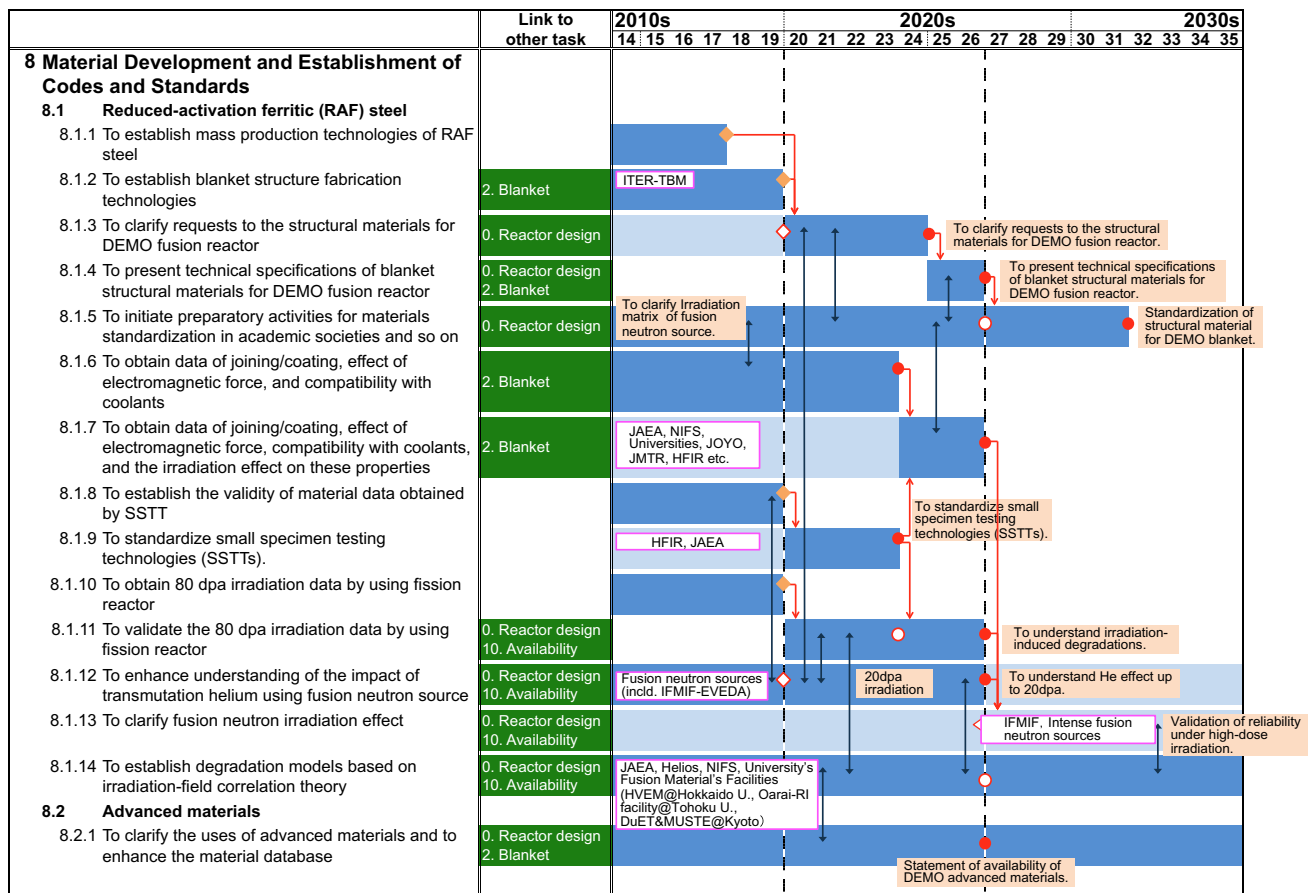 Link to
other task
2010s 2020s 2030s
14 15 16 17 18 19 20 21 22 23 24 25 26 27 28 29 30 31 32 33 34 35
8 Material Development and Establishment of
Codes and Standards
8.1 Reduced-activation ferritic (RAF) steel
8.1.1 To establish mass production technologies of RAF
steel
8.1.2 To establish blanket structure fabrication
technologies
2. Blanket
ITER-TBM
8.1.3 To clarify requests to the structural materials for
DEMO fusion reactor
0. Reactor design
To clarify requests to the structural
materials for DEMO fusion reactor.
8.1.4 To present technical specifications of blanket
structural materials for DEMO fusion reactor
0. Reactor design
2. Blanket
To present technical specifications
of blanket structural materials for
DEMO fusion reactor.
8.1.5 To initiate preparatory activities for materials
standardization in academic societies and so on
0. Reactor design
To clarify Irradiation
matrix of fusion
neutron source.
Standardization of
structural material
for DEMO blanket.
8.1.6 To obtain data of joining/coating, effect of
electromagnetic force, and compatibility with
coolants
2. Blanket
8.1.7 To obtain data of joining/coating, effect of
electromagnetic force, compatibility with coolants,
and the irradiation effect on these properties
2. Blanket
JAEA, NIFS,
Universities, JOYO,
JMTR, HFIR etc.
8.1.8 To establish the validity of material data obtained
by SSTT
To standardize small
specimen testing
technologies (SSTTs).
8.1.9 To standardize small specimen testing
technologies (SSTTs).
HFIR, JAEA
8.1.10 To obtain 80 dpa irradiation data by using fission
reactor
8.1.11 To validate the 80 dpa irradiation data by using
fission reactor
0. Reactor design
10. Availability
To understand irradiation-
induced degradations.
8.1.12 To enhance understanding of the impact of
transmutation helium using fusion neutron source
0. Reactor design
10. Availability
Fusion neutron sources
(incl. IFMIF-EVEDA)
20dpa
irradiation
To understand He effect up
to 20dpa.
8.1.13 To clarify fusion neutron irradiation effect
0. Reactor design
10. Availability
IFMIF, Intense fusion
neutron sources
Validation of reliability
under high-dose
irradiation.
8.1.14 To establish degradation models based on
irradiation-field correlation theory
0. Reactor design
10. Availability
JAEA, Helios, NIFS, University's
Fusion Material's Facilities
(HVEM@Hokkaido U., Oarai-RI
facility@Tohoku U.,
DuET&MUSTE@Kyoto）
8.2 Advanced materials
8.2.1 To clarify the uses of advanced materials and to
enhance the material database
0. Reactor design
2. Blanket
Statement of availability of
DEMO advanced materials.